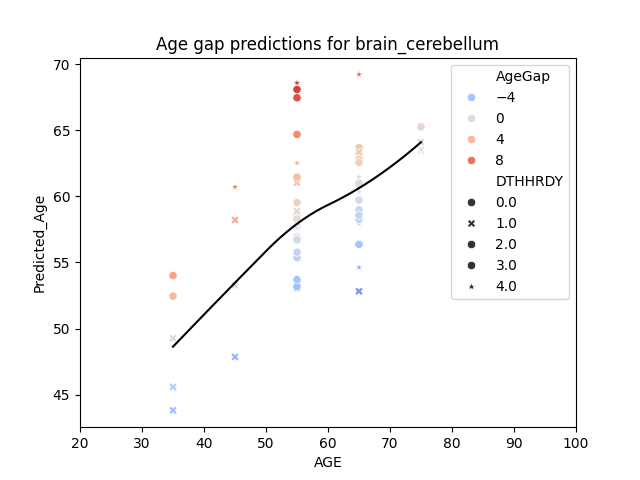 Age gap predictions for brain_cerebellum
Predicted_Age
70
65
60
55
50
45
20 30 40 50 60 70 80 90 100
AGE
AgeGap
−4
0
4
8
DTHHRDY
0.0
1.0
2.0
3.0
4.0